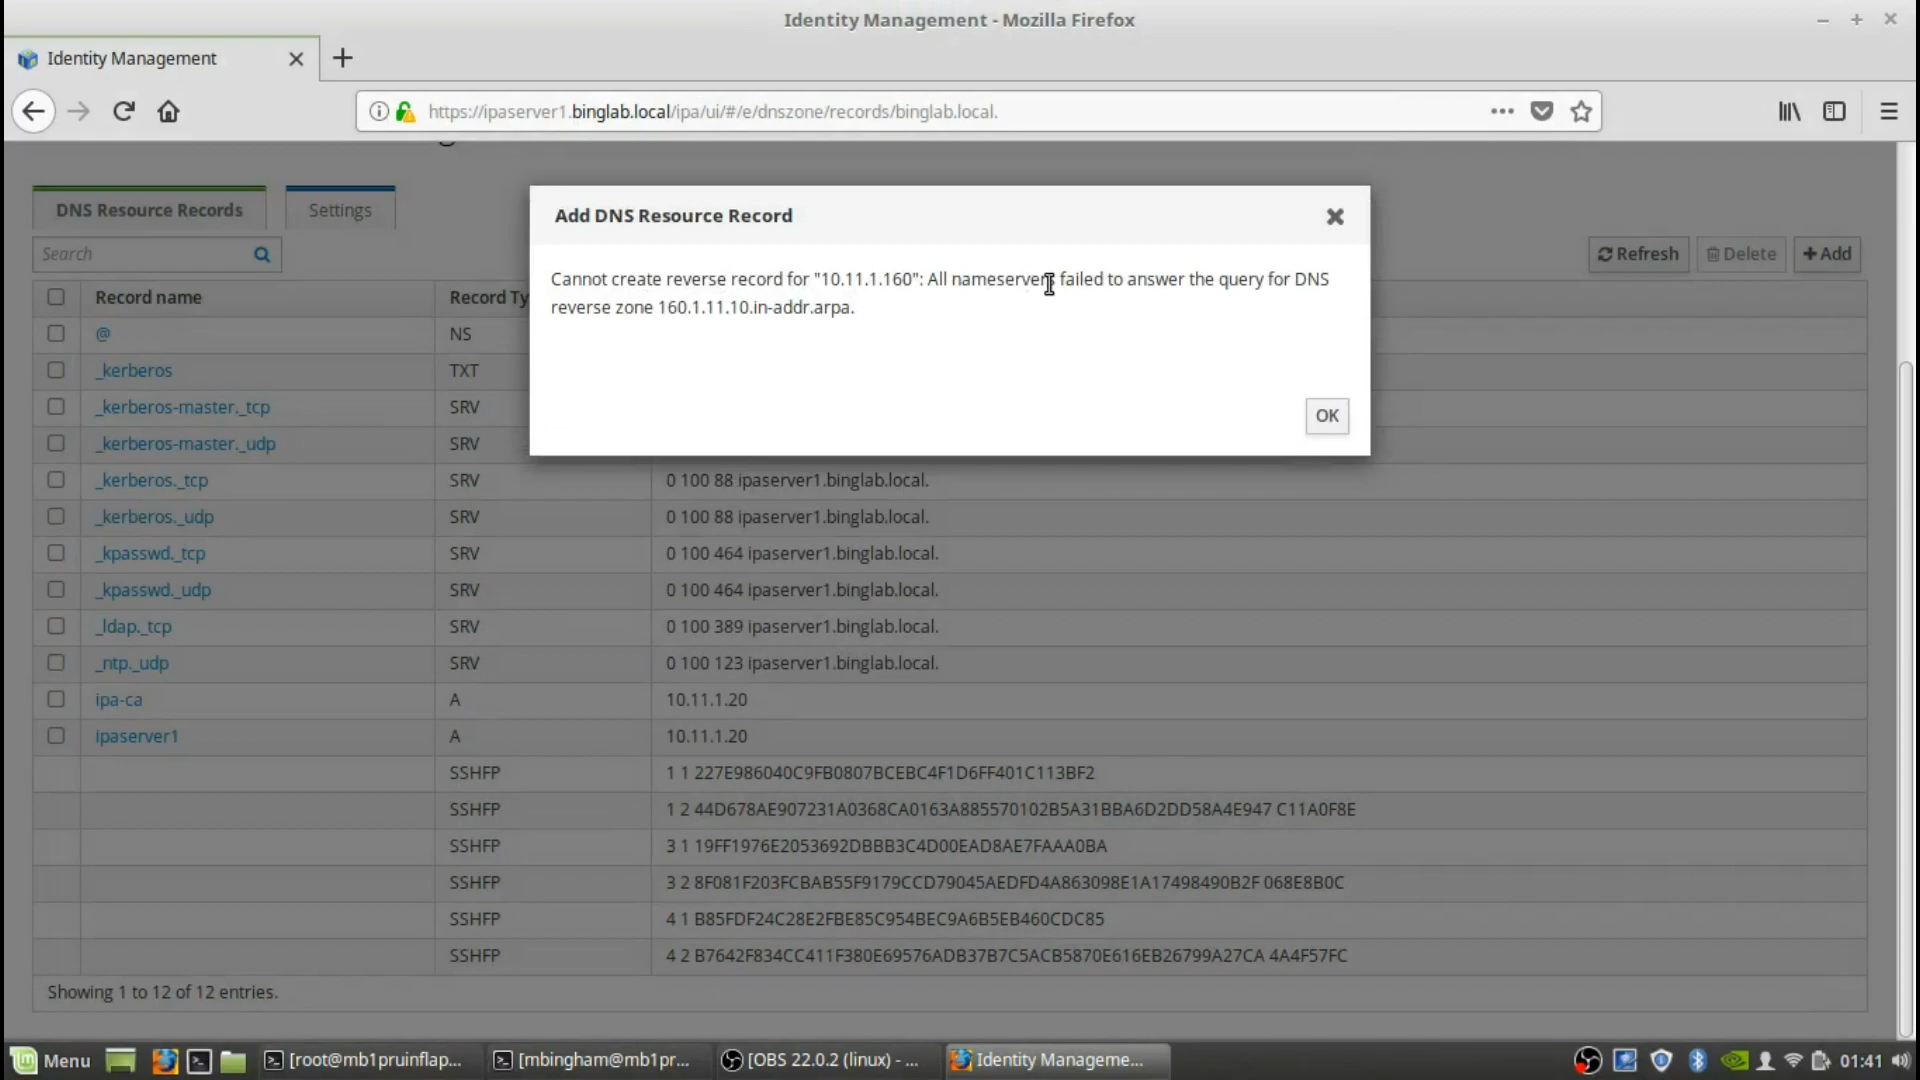 Identity Management - Mozilla Firefox
Identity Management
https://ipaserver1.binglab.local/ipa/ui/#/e/dnszone/records/binglab.local.
DNS Resource Records
Settings
Add DNS Resource Record
Search
Refresh
Delete
Add
Cannot create reverse record for "10.11.1.160": All nameservers failed to answer the query for DNS
reverse zone 160.1.11.10.in-addr.arpa.
OK
Record name Record Ty
@ NS
_kerberos TXT
_kerberos-master._tcp SRV
_kerberos-master._udp SRV
_kerberos._tcp SRV 0 100 88 ipaserver1.binglab.local.
_kerberos._udp SRV 0 100 88 ipaserver1.binglab.local.
_kpasswd._tcp SRV 0 100 464 ipaserver1.binglab.local.
_kpasswd._udp SRV 0 100 464 ipaserver1.binglab.local.
_ldap._tcp SRV 0 100 389 ipaserver1.binglab.local.
_ntp._udp SRV 0 100 123 ipaserver1.binglab.local.
ipa-ca A 10.11.1.20
ipaserver1 A 10.11.1.20
SSHFP 1 1 227E986040C9FB0807BCEBC4F1D6FF401C113BF2
SSHFP 1 2 44D678AE907231A0368CA0163A885570102B5A31BBA6D2DD58A4E947 C11A0F8E
SSHFP 3 1 19FF1976E2053692DBBB3C4D00EAD8AE7FAAA0BA
SSHFP 3 2 8F081F203FCBAB55F9179CCD79045AEDFD4A863098E1A17498490B2F 068E8B0C
SSHFP 4 1 B85FDF24C28E2FBE85C954BEC9A6B5EB460CDC85
SSHFP 4 2 B7642F834CC411F380E69576ADB37B7C5ACB5870E616EB26799A27CA 4A4F57FC
Showing 1 to 12 of 12 entries.
Menu [root@mb1pruinflap... [mbingham@mb1pr... [OBS 22.0.2 (linux) - ... Identity Manageme... 01:41